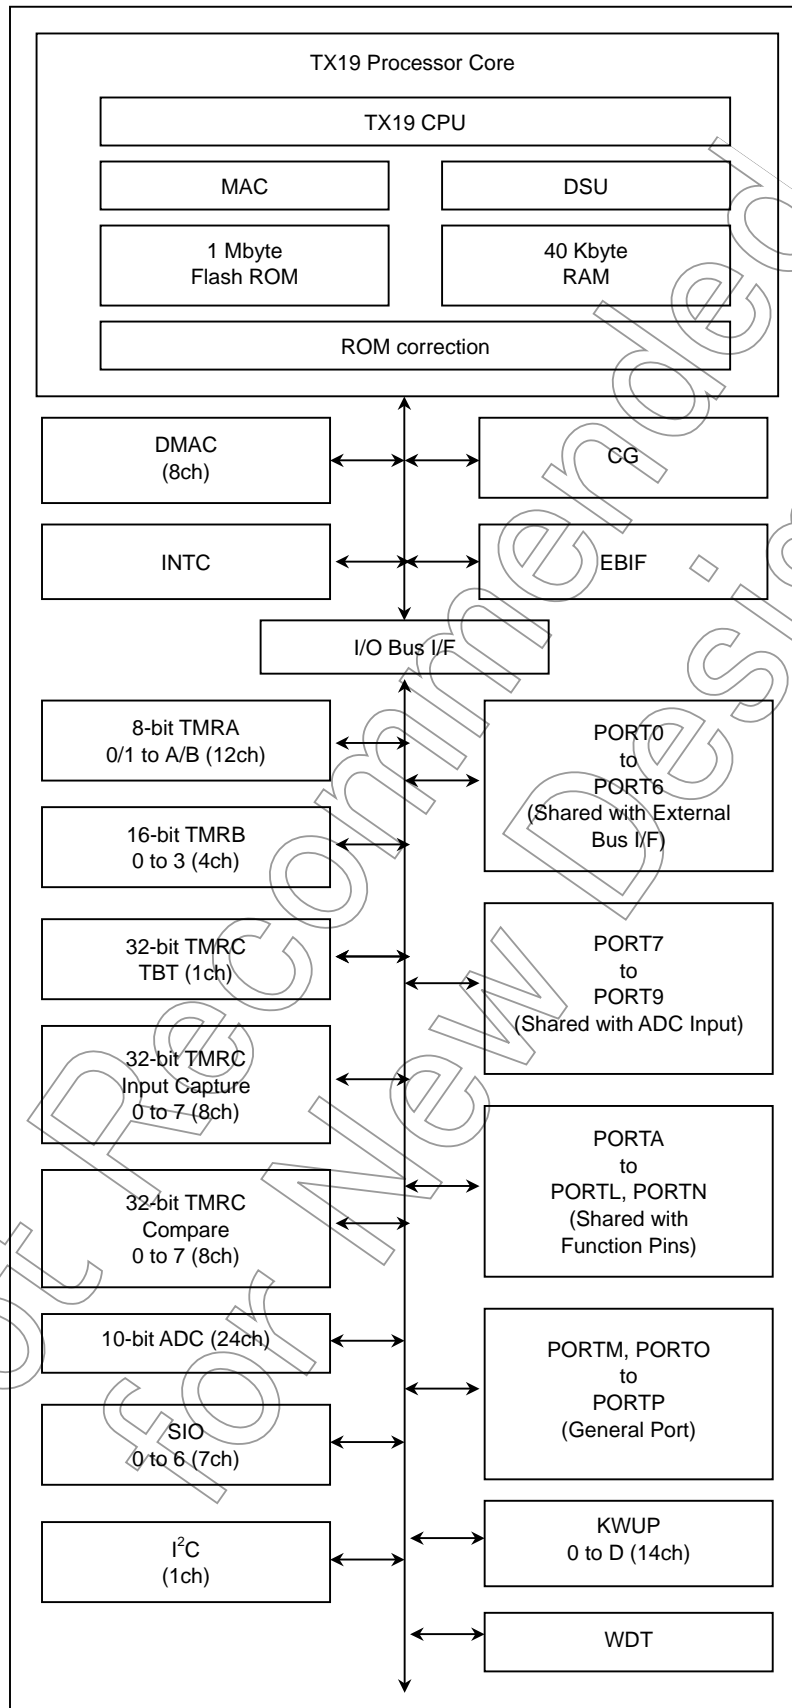 TX19 Processor Core
TX19 CPU
MAC
DSU
1 Mbyte
Flash ROM
40 Kbyte
RAM
ROM correction
DMAC
(8ch)
CG
INTC
EBIF
I/O Bus I/F
8-bit TMRA
0/1 to A/B (12ch)
16-bit TMRB
0 to 3 (4ch)
32-bit TMRC
TBT (1ch)
32-bit TMRC
Input Capture
0 to 7 (8ch)
32-bit TMRC
Compare
0 to 7 (8ch)
10-bit ADC (24ch)
SIO
0 to 6 (7ch)
I²C
(1ch)
PORT0
to
PORT6
(Shared with External
Bus I/F)
PORT7
to
PORT9
(Shared with ADC Input)
PORTA
to
PORTL, PORTN
(Shared with
Function Pins)
PORTM, PORTO
to
PORTP
(General Port)
KWUP
0 to D (14ch)
WDT
Recommended
for New